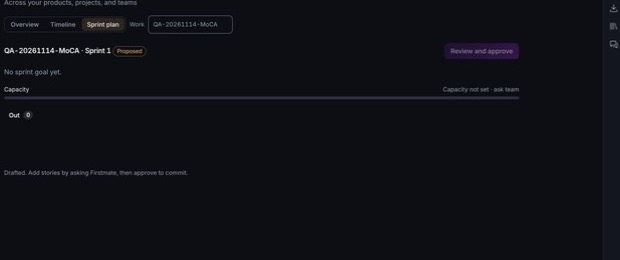 Across your products, projects, and teams
Overview Timeline Sprint plan Work QA-20261114-MoCA
QA-20261114-MoCA · Sprint 1 Proposed Review and approve
No sprint goal yet.
Capacity Capacity not set · ask team
Out 0
Drafted. Add stories by asking Firstmate, then approve to commit.